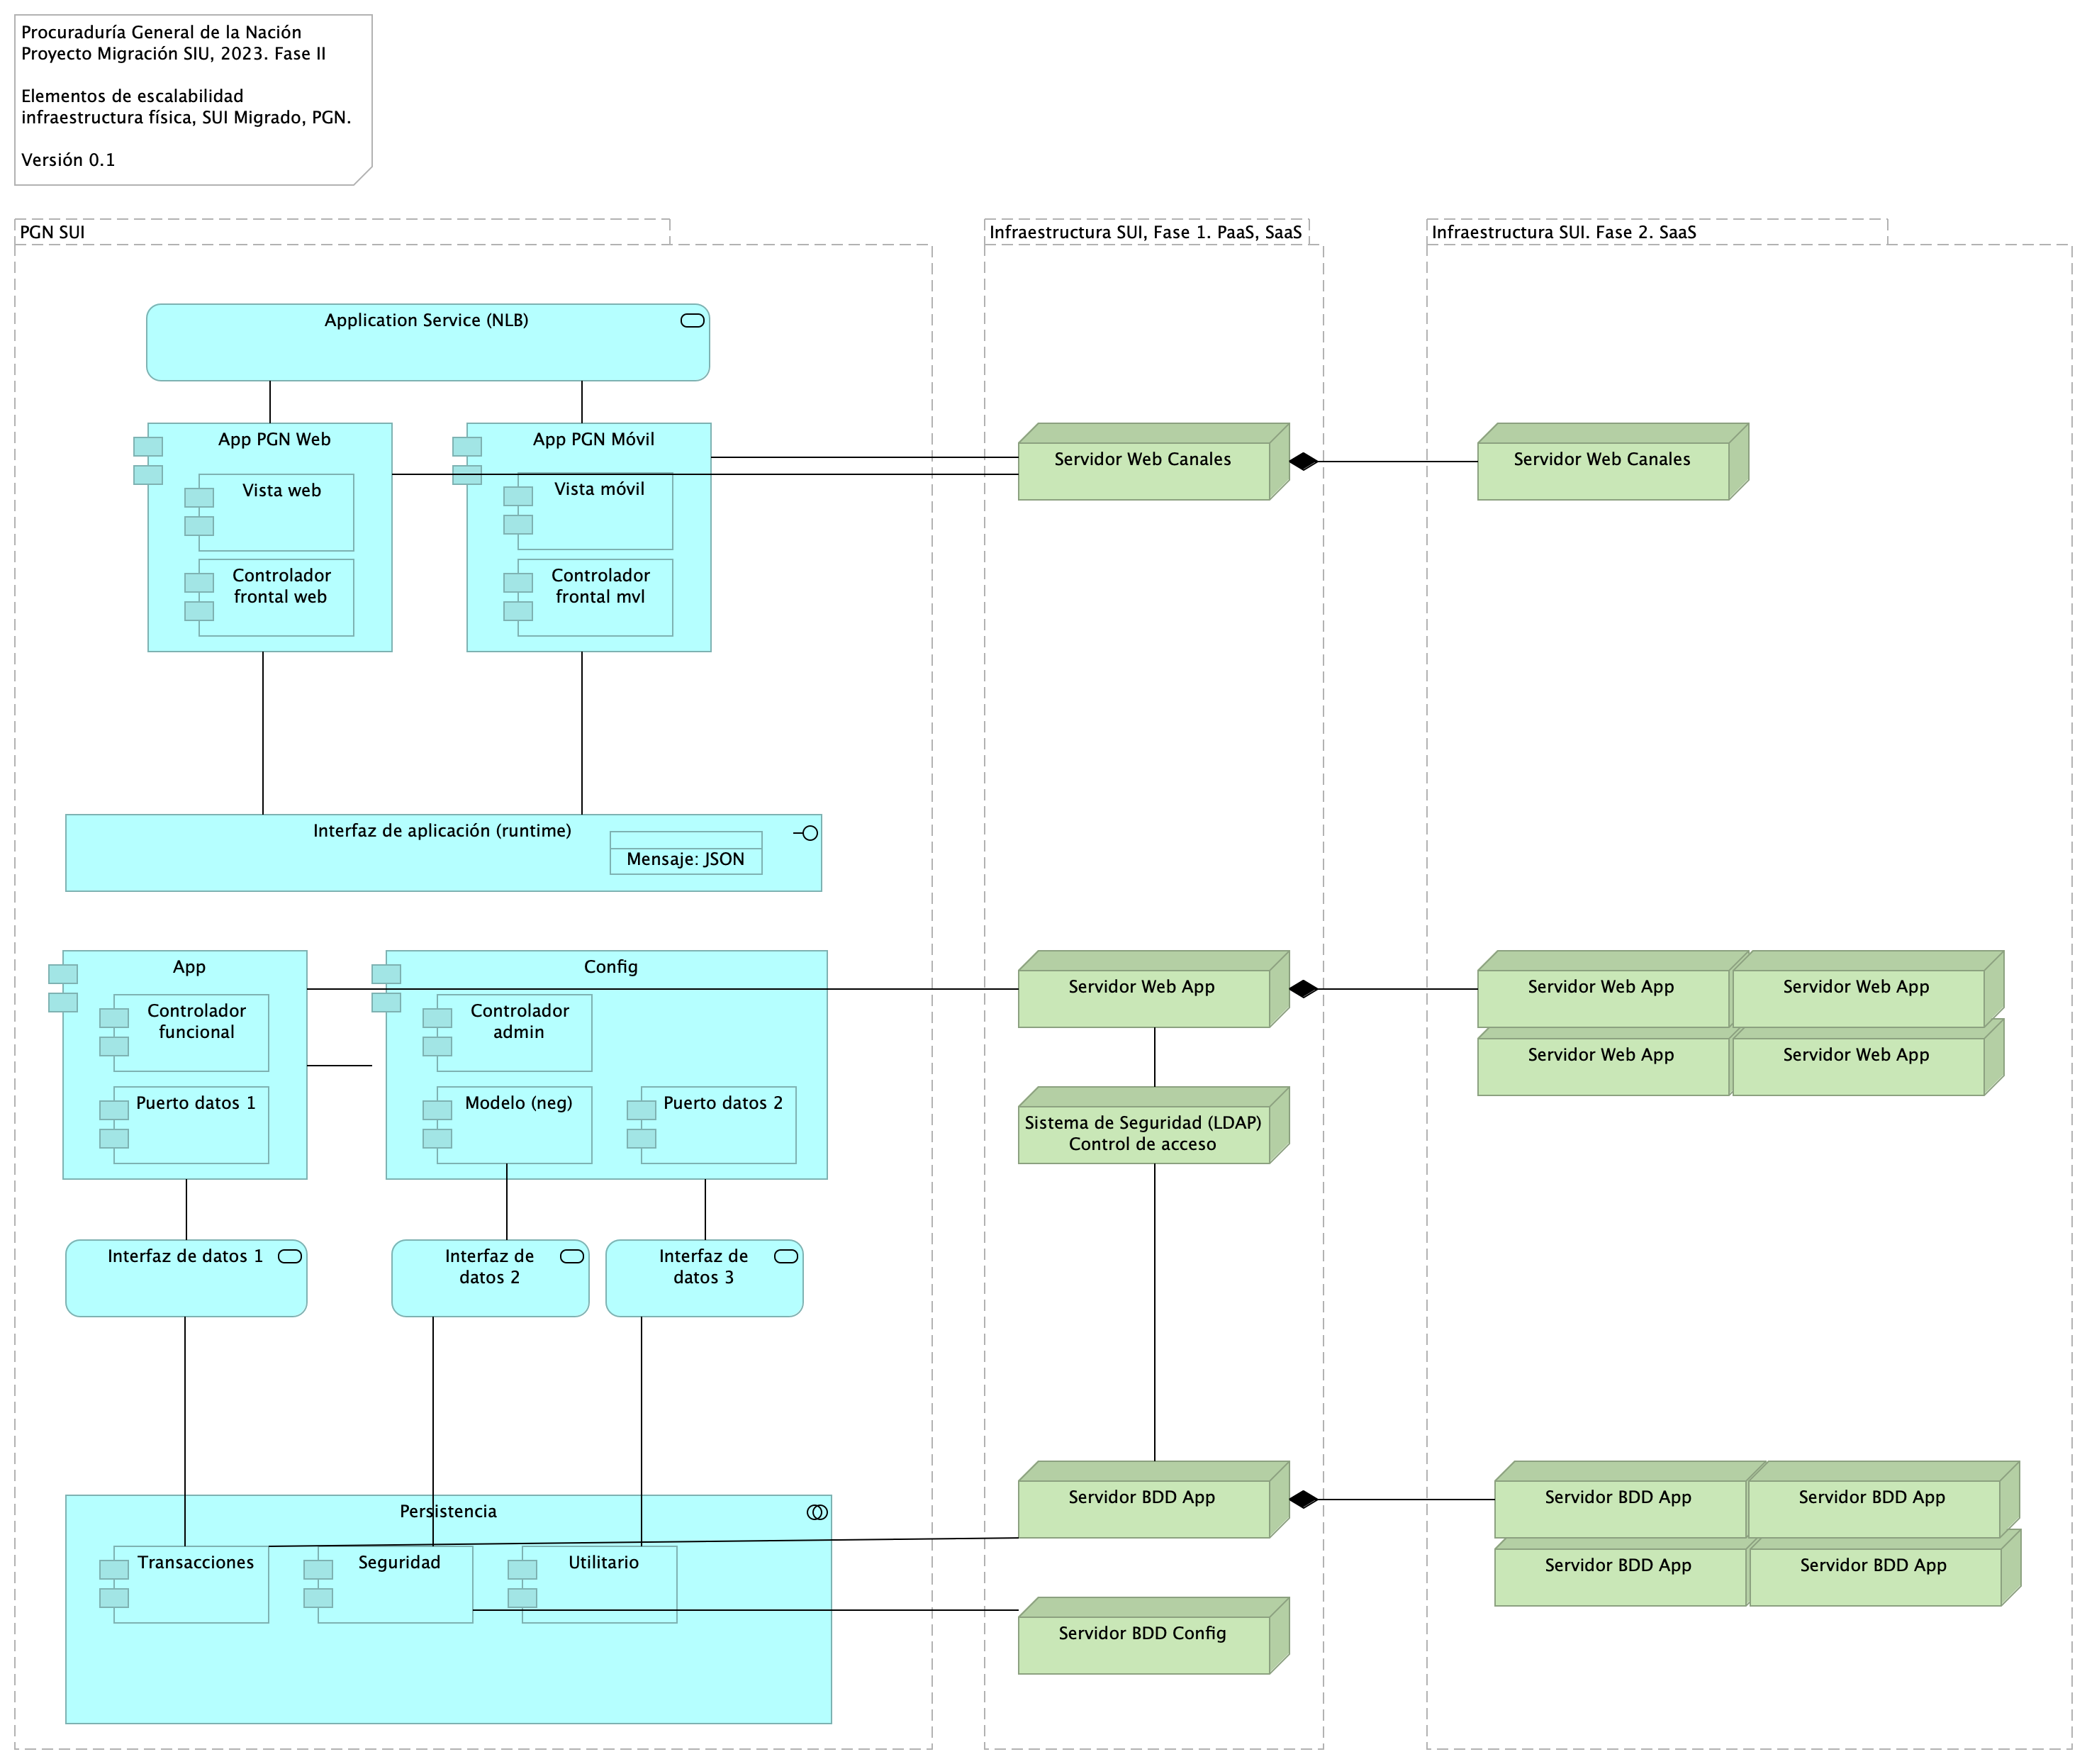 Procuraduría General de la Nación
Proyecto Migración SIU, 2023. Fase II
Elementos de escalabilidad
infraestructura física, SUI Migrado, PGN.
Versión 0.1
PGN SUI
Infraestructura SUI, Fase 1. PaaS, SaaS
Infraestructura SUI. Fase 2. SaaS
Application Service (NLB)
App PGN Web
App PGN Móvil
Vista web
Vista móvil
Controlador
frontal web
Controlador
frontal mvl
Servidor Web Canales
Servidor Web Canales
Interfaz de aplicación (runtime)
Mensaje: JSON
App
Config
Controlador
funcional
Controlador
admin
Puerto datos 1
Modelo (neg)
Puerto datos 2
Servidor Web App
Servidor Web App
Servidor Web App
Servidor Web App
Servidor Web App
Sistema de Seguridad (LDAP)
Control de acceso
Interfaz de datos 1
Interfaz de
datos 2
Interfaz de
datos 3
Persistencia
Transacciones
Seguridad
Utilitario
Servidor BDD App
Servidor BDD App
Servidor BDD App
Servidor BDD App
Servidor BDD App
Servidor BDD Config